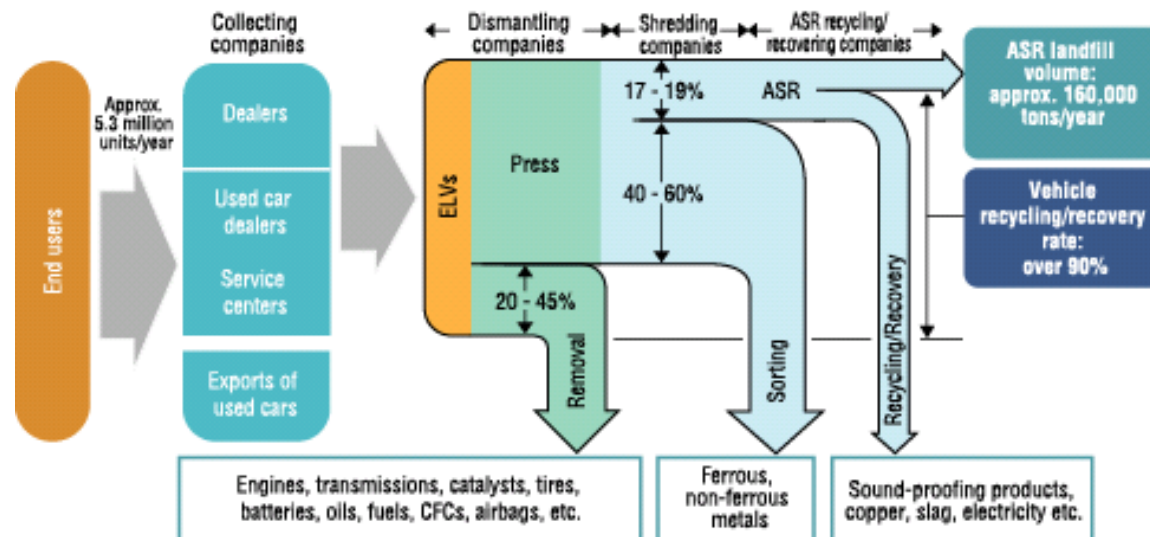 Collecting
companies
Dismantling
companies
Shredding
companies
ASR recycling/
recovering companies
End users
Approx.
5.3 million
units/year
Dealers
Used car
dealers
Service
centers
Exports of
used cars
ELVs
Press
17 - 19%
ASR
40 - 60%
20 - 45%
Removal
Sorting
Recycling/Recovery
ASR landfill
volume:
approx. 160,000
tons/year
Vehicle
recycling/recovery
rate:
over 90%
Engines, transmissions, catalysts, tires,
batteries, oils, fuels, CFCs, airbags, etc.
Ferrous,
non-ferrous
metals
Sound-proofing products,
copper, slag, electricity etc.